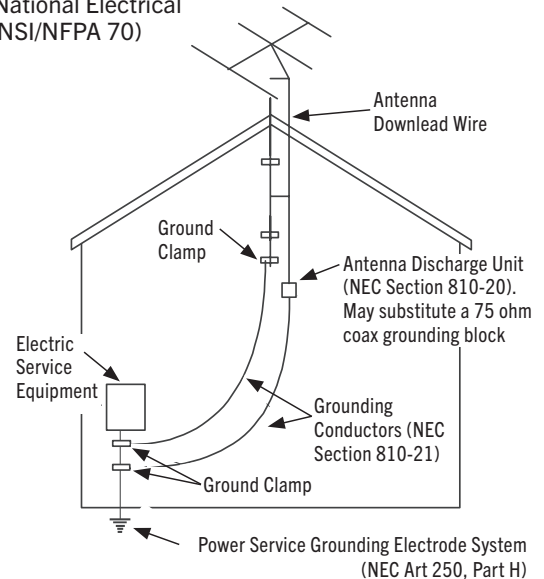 National Electrical
NSI/NFPA 70)
Antenna
Downlead Wire
Ground
Clamp
Antenna Discharge Unit
(NEC Section 810-20).
May substitute a 75 ohm
coax grounding block
Electric
Service
Equipment
Grounding
Conductors (NEC
Section 810-21)
Ground Clamp
Power Service Grounding Electrode System
(NEC Art 250, Part H)